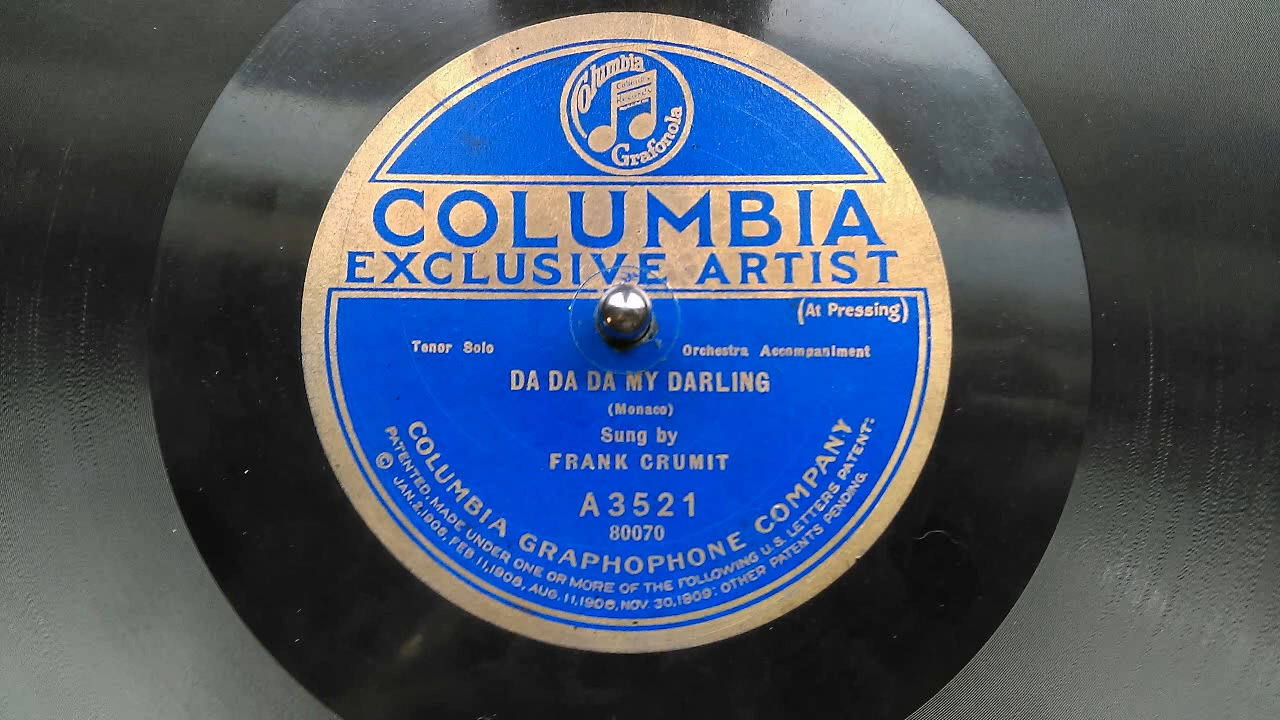 Columbia
Columbia
Records
Grafonola
COLUMBIA
EXCLUSIVE ARTIST
(At Pressing)
Tenor Solo Orchestra Accompaniment
DA DA DA MY DARLING
(Monaco)
Sung by
FRANK CRUMIT
A3521
80070
COLUMBIA GRAPHOPHONE COMPANY
PATENTED, MADE UNDER ONE OR MORE OF THE FOLLOWING U.S. LETTERS PATENT:
© JAN.2,1906, FEB.11,1908, AUG.11,1908, NOV.30,1909: OTHER PATENTS PENDING.